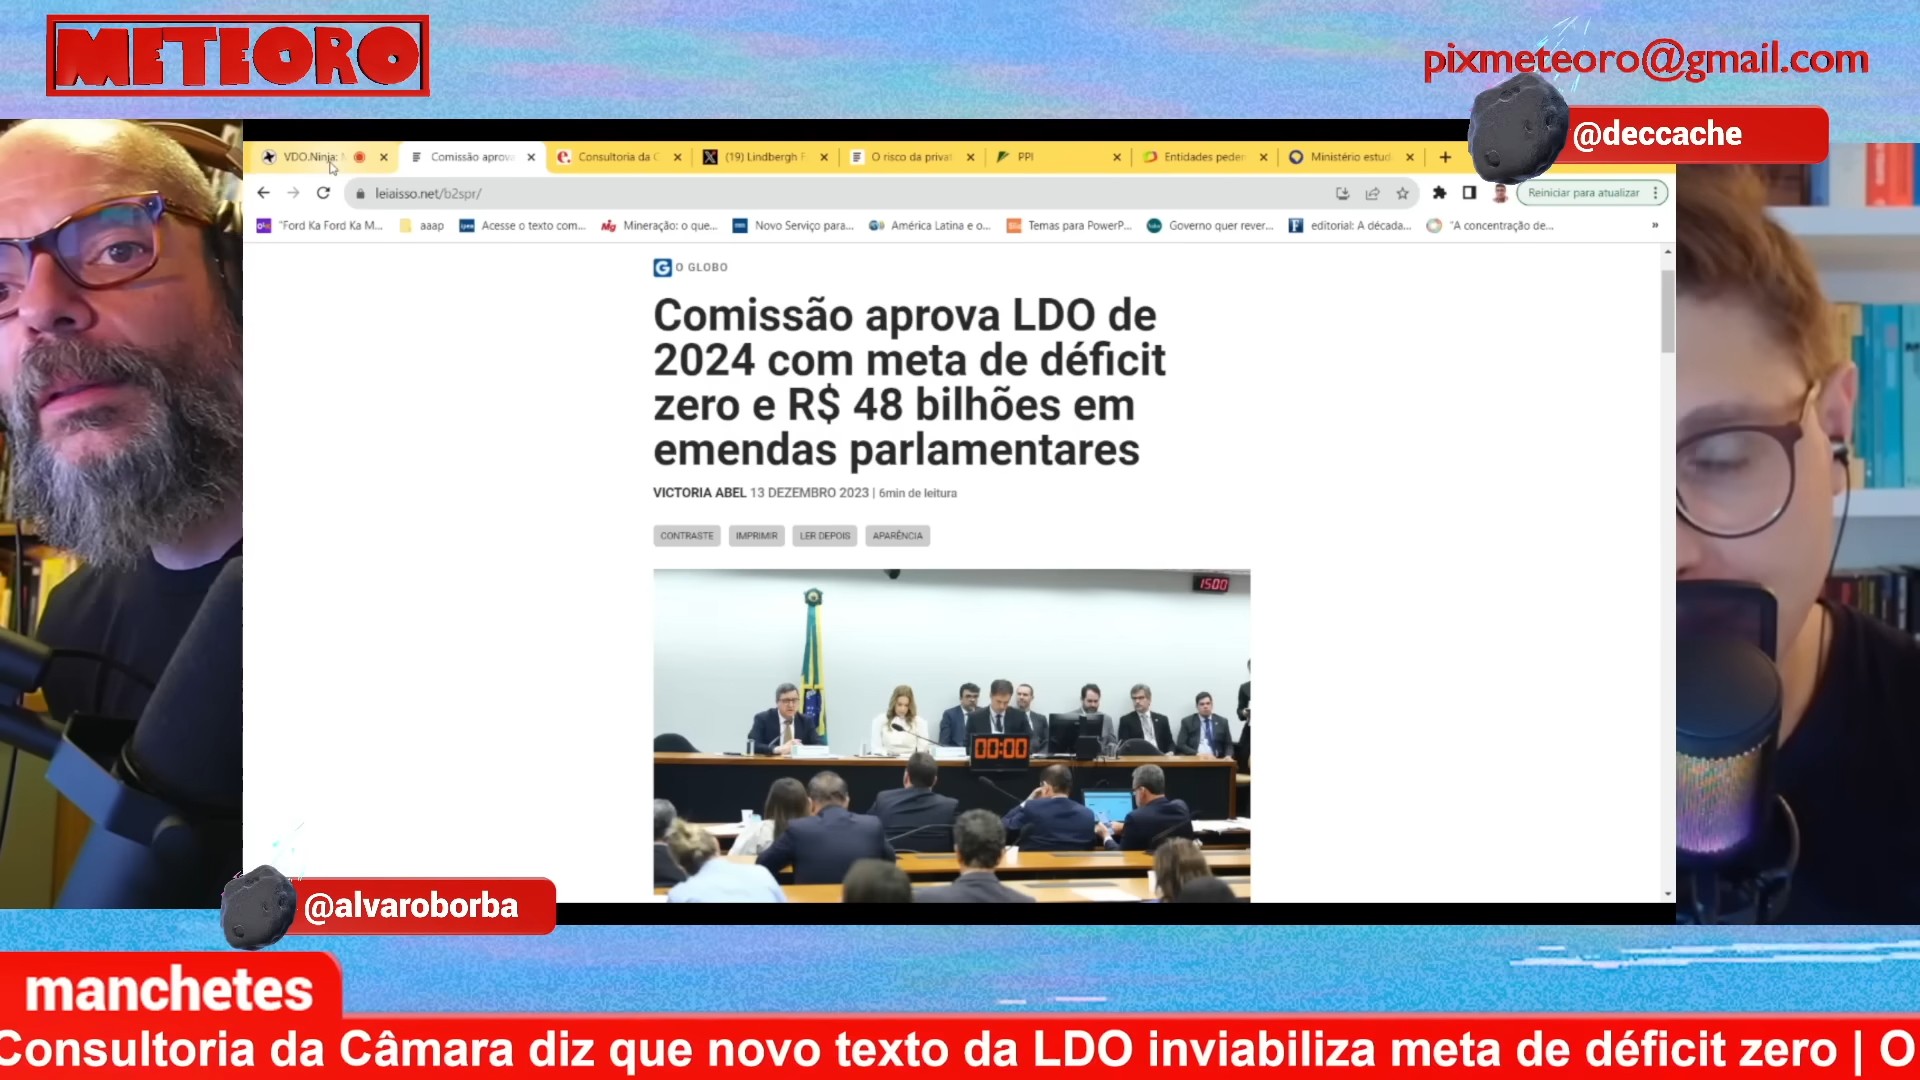 METEORO
pixmeteoro@gmail.com
@deccache
VDO.Ninja:
Comissão aprova
Consultoria da C
(19) Lindbergh F
O risco da privat
PPI
Entidades peder
Ministério estud
leiaisso.net/b2spr/
Reiniciar para atualizar
"Ford Ka Ford Ka M...
aaap
Acesse o texto com...
Mineração: o que...
Novo Serviço para...
América Latina e o...
Temas para PowerP...
Governo quer rever...
editorial: A década...
"A concentração de...
»
G O GLOBO
Comissão aprova LDO de
2024 com meta de déficit
zero e R$ 48 bilhões em
emendas parlamentares
VICTORIA ABEL 13 DEZEMBRO 2023 | 6min de leitura
CONTRASTE
IMPRIMIR
LER DEPOIS
APARÊNCIA
15:00
00:00
@alvaroborba
manchetes
Consultoria da Câmara diz que novo texto da LDO inviabiliza meta de déficit zero | O